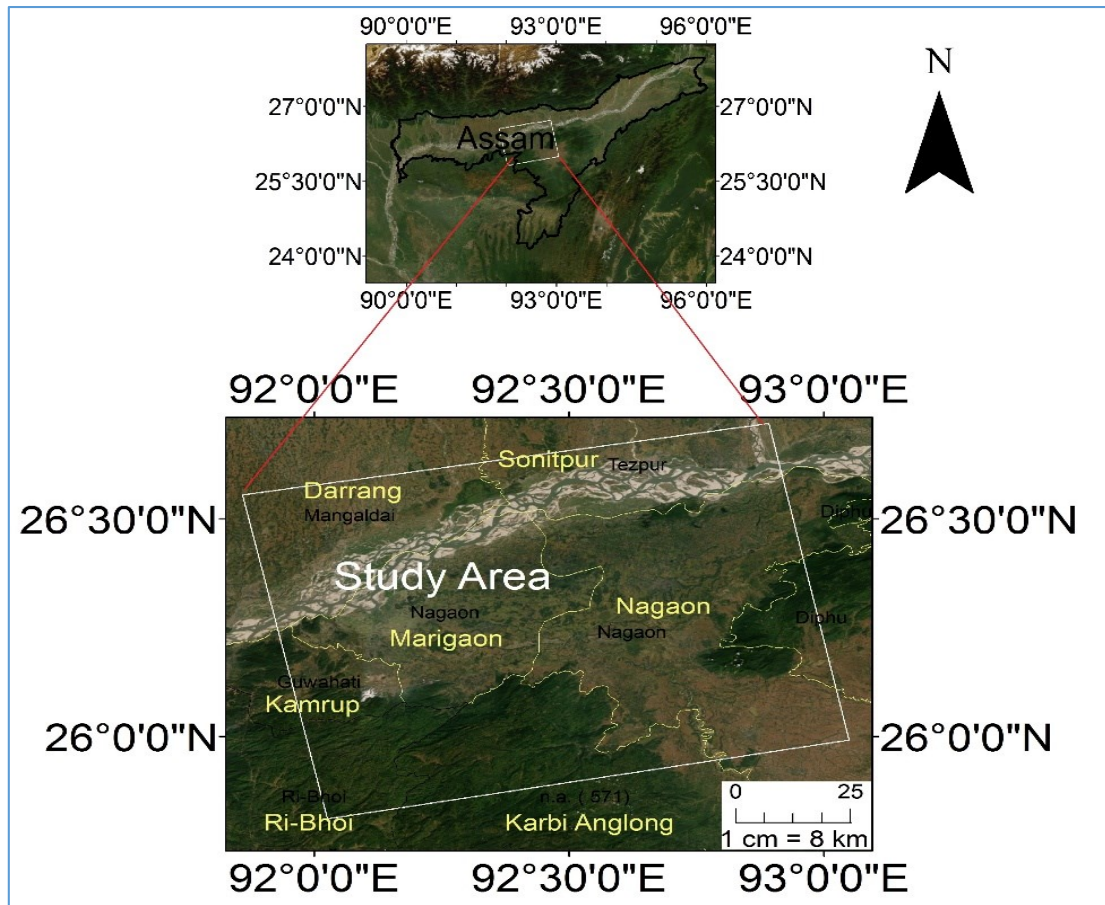 90°0'0"E 93°0'0"E 96°0'0"E
N
27°0'0"N 27°0'0"N
Assam
25°30'0"N 25°30'0"N
24°0'0"N 24°0'0"N
90°0'0"E 93°0'0"E 96°0'0"E
92°0'0"E 92°30'0"E 93°0'0"E
Sonitpur Tezpur
Darrang
Mangaldai
26°30'0"N Diphu 26°30'0"N
Study Area
Nagaon Nagaon
Marigaon Nagaon Diphu
Guwahati
Kamrup
26°0'0"N 26°0'0"N
Ri-Bhoi n.a. ( 571) 0 25
Ri-Bhoi Karbi Anglong
1 cm = 8 km
92°0'0"E 92°30'0"E 93°0'0"E